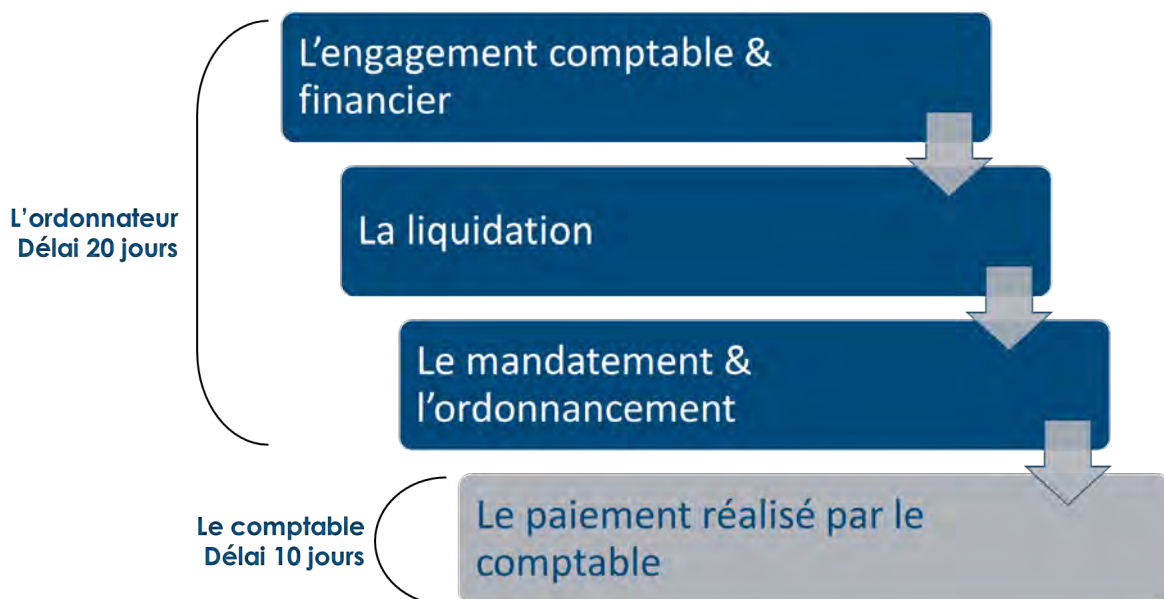 L'engagement comptable &
financier
La liquidation
L'ordonnateur
Délai 20 jours
Le mandatement &
l'ordonnancement
Le paiement réalisé par le
comptable
Le comptable
Délai 10 jours